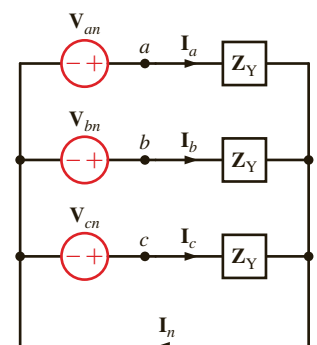 V_an
a I_a Z_Y
− +
V_bn
b I_b Z_Y
− +
V_cn
c I_c Z_Y
− +
I_n